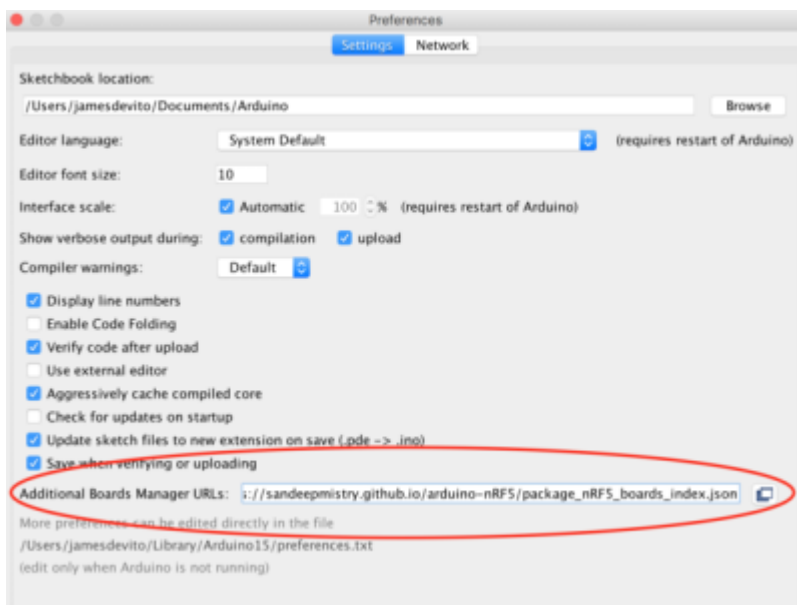 Preferences
Settings Network
Sketchbook location:
/Users/jamesdevito/Documents/Arduino Browse
Editor language: System Default (requires restart of Arduino)
Editor font size: 10
Interface scale: Automatic 100 % (requires restart of Arduino)
Show verbose output during: compilation upload
Compiler warnings: Default
Display line numbers
Enable Code Folding
Verify code after upload
Use external editor
Aggressively cache compiled core
Check for updates on startup
Update sketch files to new extension on save (.pde -> .ino)
Save when verifying or uploading
Additional Boards Manager URLs: s://sandeepmistry.github.io/arduino-nRF5/package_nRF5_boards_index.json
More preferences can be edited directly in the file
/Users/jamesdevito/Library/Arduino15/preferences.txt
(edit only when Arduino is not running)